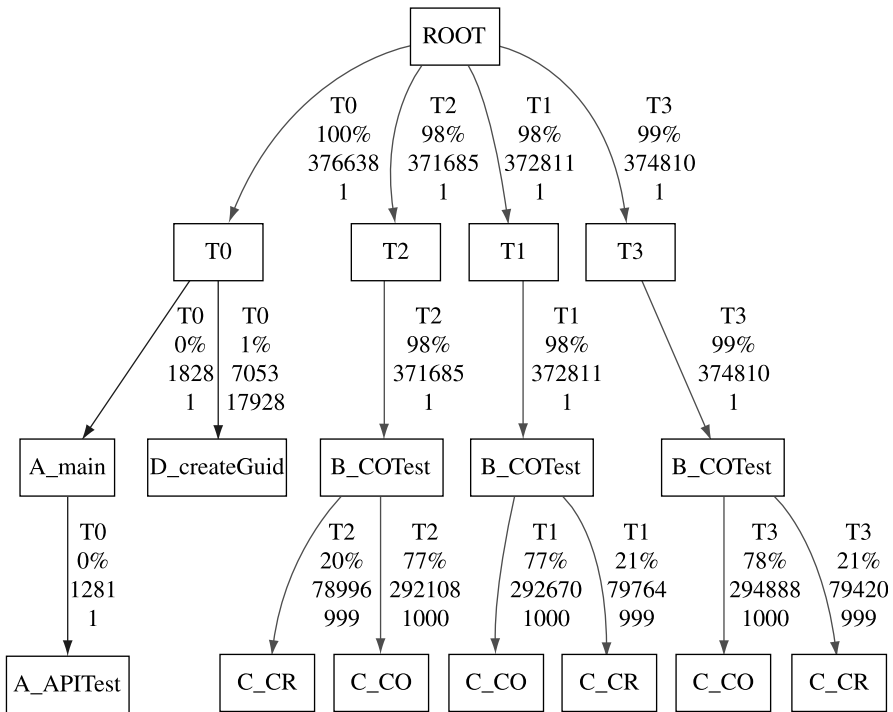 ROOT
T0
100%
376638
1
T2
98%
371685
1
T1
98%
372811
1
T3
99%
374810
1
T0
T2
T1
T3
T0
0%
1828
1
T0
1%
7053
17928
T2
98%
371685
1
T1
98%
372811
1
T3
99%
374810
1
A_main
D_createGuid
B_COTest
B_COTest
B_COTest
T0
0%
1281
1
T2
20%
78996
999
T2
77%
292108
1000
T1
77%
292670
1000
T1
21%
79764
999
T3
78%
294888
1000
T3
21%
79420
999
A_APITest
C_CR
C_CO
C_CO
C_CR
C_CO
C_CR